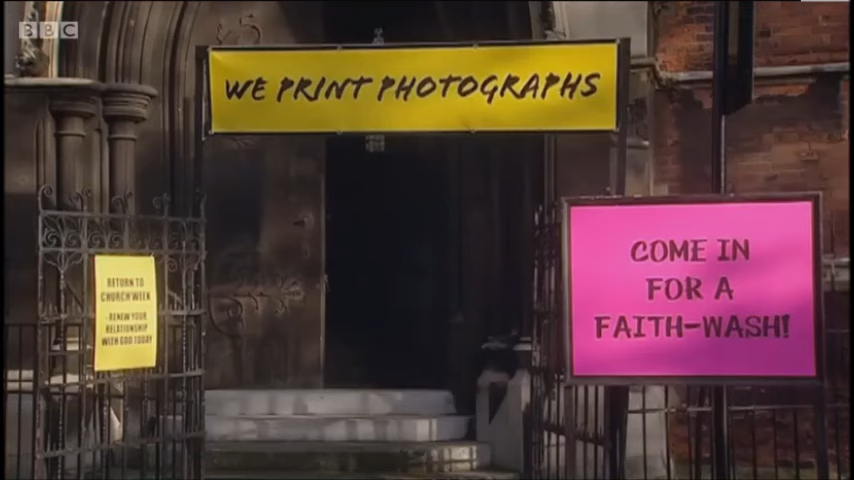 BBC
WE PRINT PHOTOGRAPHS
COME IN
FOR A
FAITH-WASH!
RETURN TO
CHURCH WEEK
- RENEW YOUR
RELATIONSHIP
WITH GOD TODAY